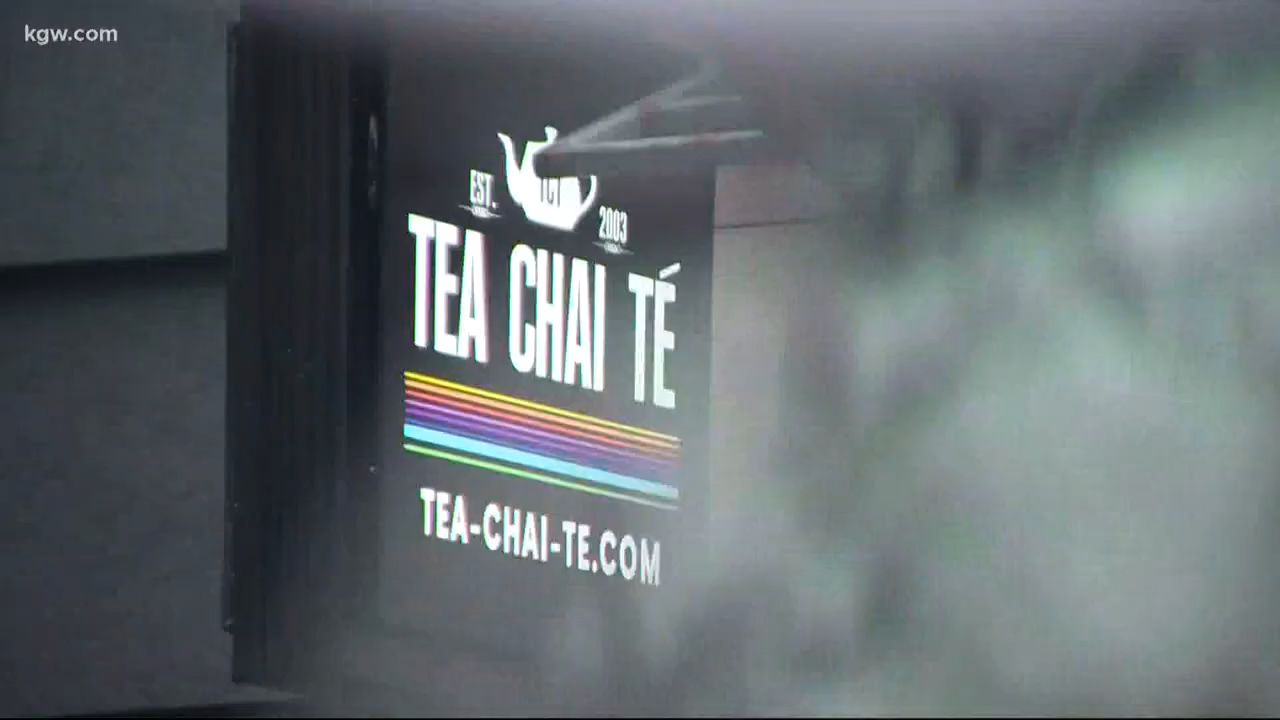 kgw.com
EST.
TCT
2003
TEA CHAI TÉ
TEA-CHAI-TE.COM